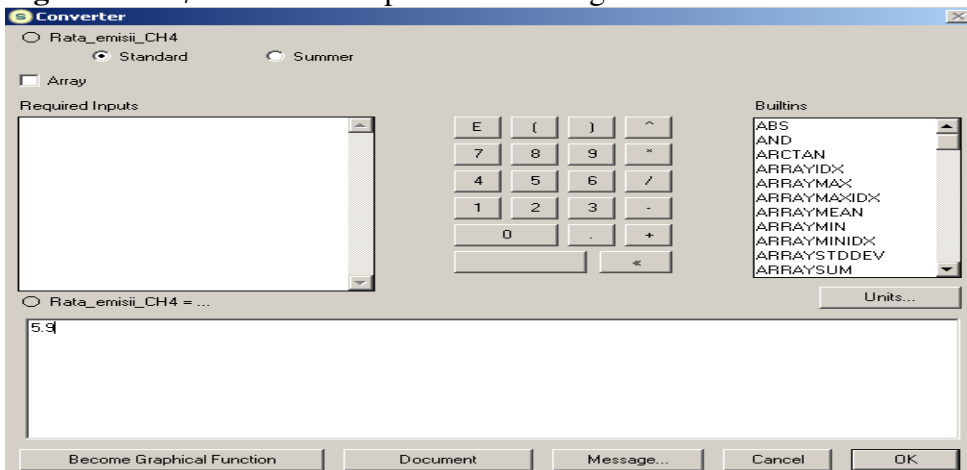 S Converter
Rata_emisii_CH4
Standard Summer
Array
Required Inputs
Builtins
E ( ) ^
7 8 9 *
4 5 6 /
1 2 3 -
0 . +
«
ABS
AND
ARCTAN
ARRAYIDX
ARRAYMAX
ARRAYMAXIDX
ARRAYMEAN
ARRAYMIN
ARRAYMINIDX
ARRAYSTDDEV
ARRAYSUM
Units...
Rata_emisii_CH4 = ...
5.9
Become Graphical Function Document Message... Cancel OK